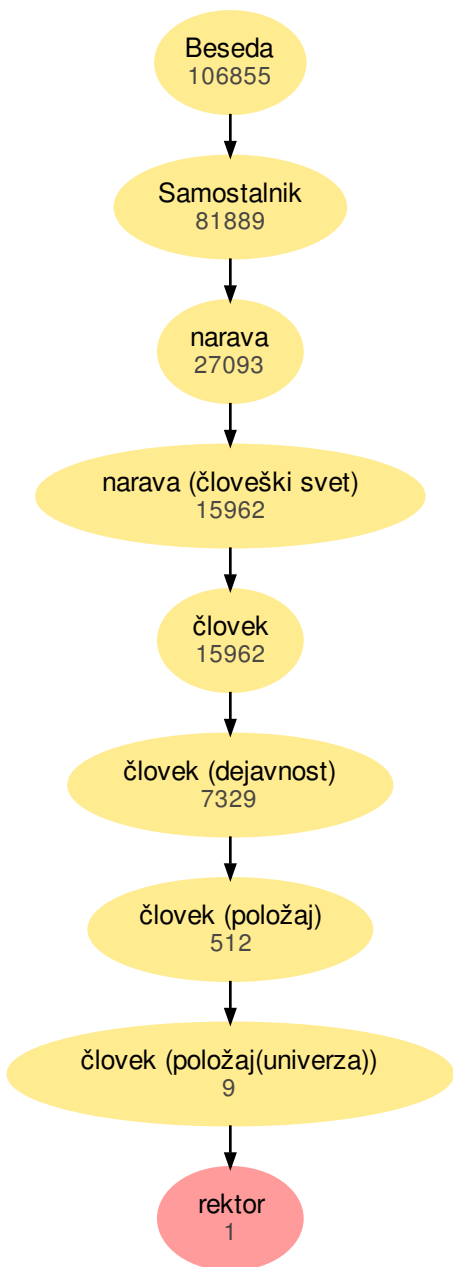 Beseda
106855
Samostalnik
81889
narava
27093
narava (človeški svet)
15962
človek
15962
človek (dejavnost)
7329
človek (položaj)
512
človek (položaj(univerza))
9
rektor
1